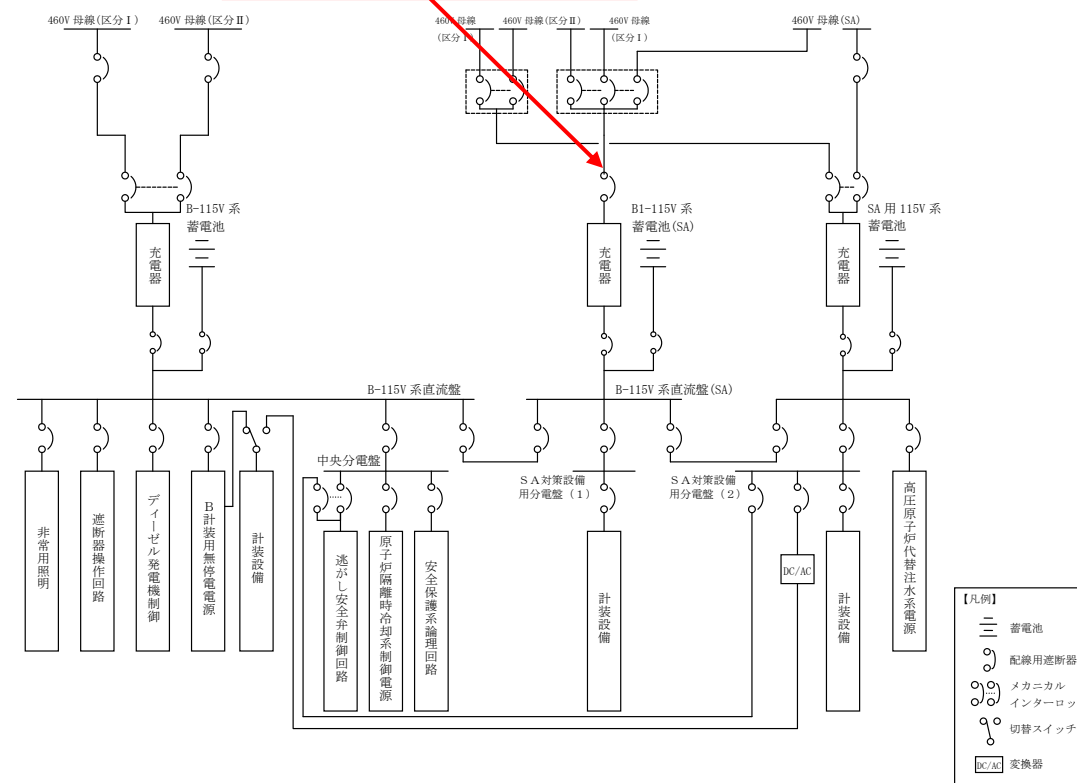 460V 母線(区分Ⅰ)
460V 母線(区分Ⅱ)
460V 母線
(区分Ⅰ)
460V 母線(区分Ⅱ)
460V 母線
(区分Ⅰ)
460V 母線(SA)
B-115V 系
蓄電池
B1-115V 系
蓄電池(SA)
SA 用 115V 系
蓄電池
充電器
充電器
充電器
B-115V 系直流盤
B-115V 系直流盤(SA)
中央分電盤
SA対策設備
用分電盤(1)
SA対策設備
用分電盤(2)
非常用照明
遮断器操作回路
ディーゼル発電機制御
B計装用無停電電源
計装設備
逃がし安全弁制御回路
原子炉隔離時冷却系制御電源
安全保護系論理回路
計装設備
DC/AC
計装設備
高圧原子炉代替注水系電源
【凡例】
蓄電池
配線用遮断器
メカニカル
インターロッ
切替スイッチ
DC/AC 変換器